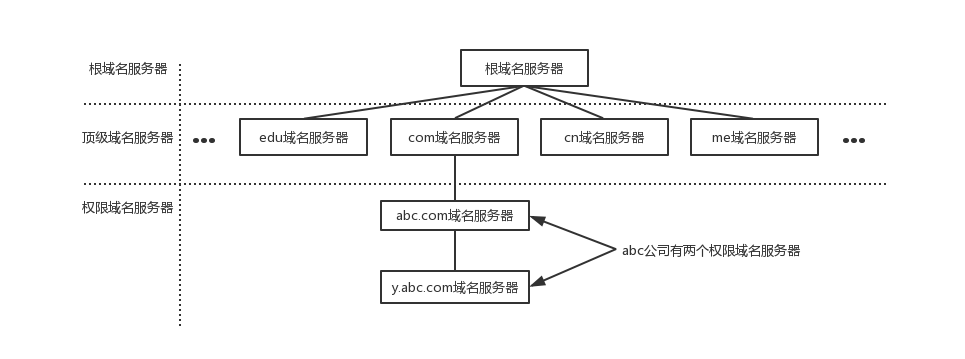 根域名服务器
根域名服务器
顶级域名服务器
edu域名服务器
com域名服务器
cn域名服务器
me域名服务器
权限域名服务器
abc.com域名服务器
abc公司有两个权限域名服务器
y.abc.com域名服务器